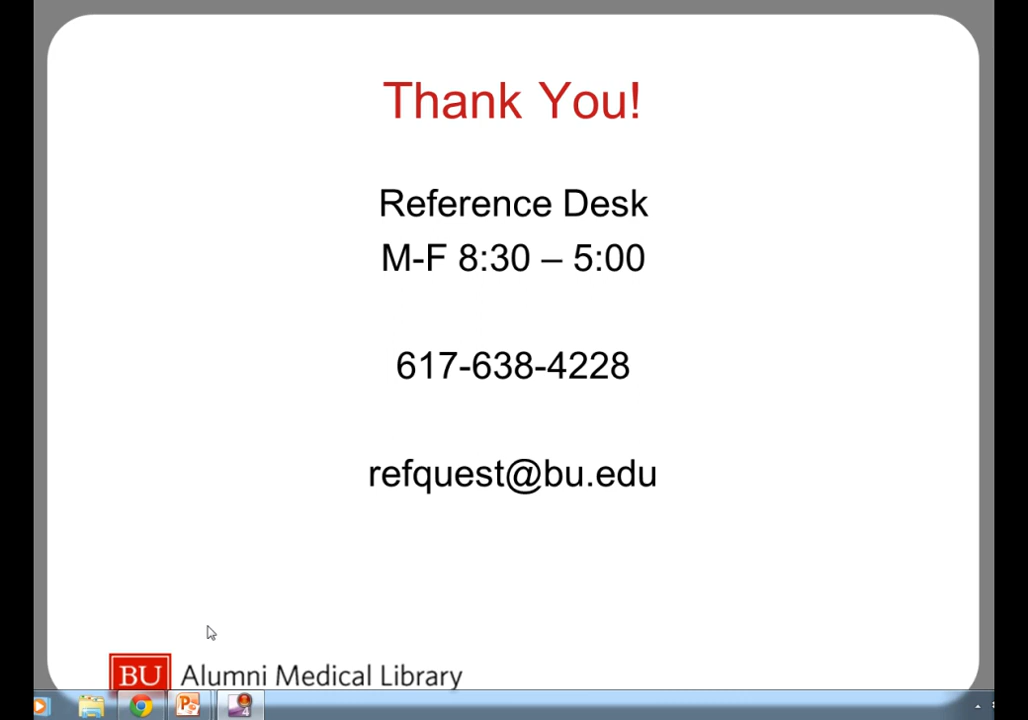 Thank You!
Reference Desk
M-F 8:30 – 5:00
617-638-4228
refquest@bu.edu
BU Alumni Medical Library